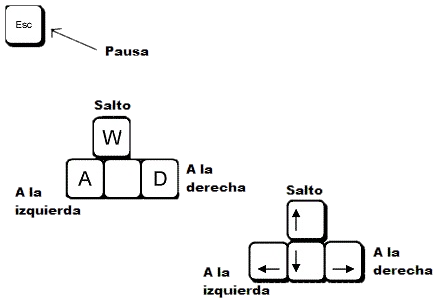 Esc
Pausa
Salto
W
A D
A la
izquierda
A la
derecha
Salto
↑
← ↓ →
A la
izquierda
A la
derecha